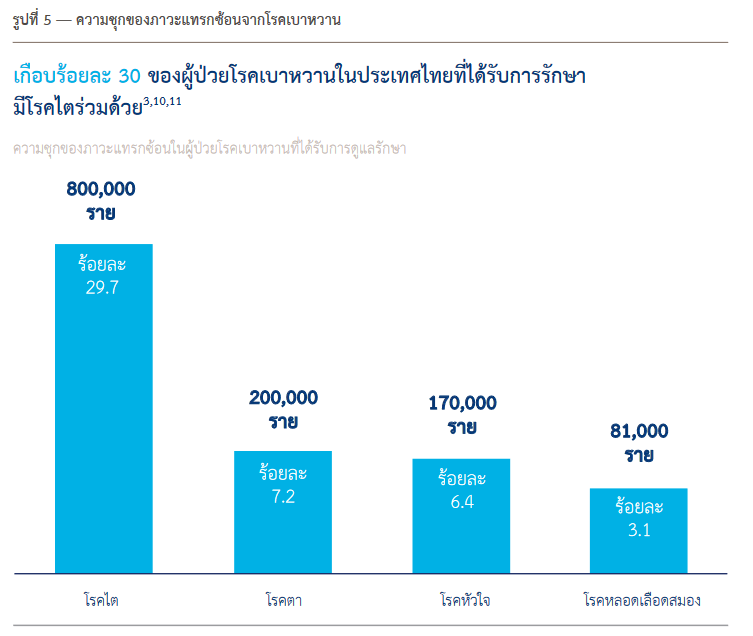 รูปที่ 5 — ความชุกของภาวะแทรกซ้อนจากโรคเบาหวาน
เกือบร้อยละ 30 ของผู้ป่วยโรคเบาหวานในประเทศไทยที่ได้รับการรักษา
มีโรคไตร่วมด้วย3,10,11
ความชุกของภาวะแทรกซ้อนในผู้ป่วยโรคเบาหวานที่ได้รับการดูแลรักษา
800,000
ราย
ร้อยละ
29.7
200,000
ราย
ร้อยละ
7.2
170,000
ราย
ร้อยละ
6.4
81,000
ราย
ร้อยละ
3.1
โรคไต
โรคตา
โรคหัวใจ
โรคหลอดเลือดสมอง